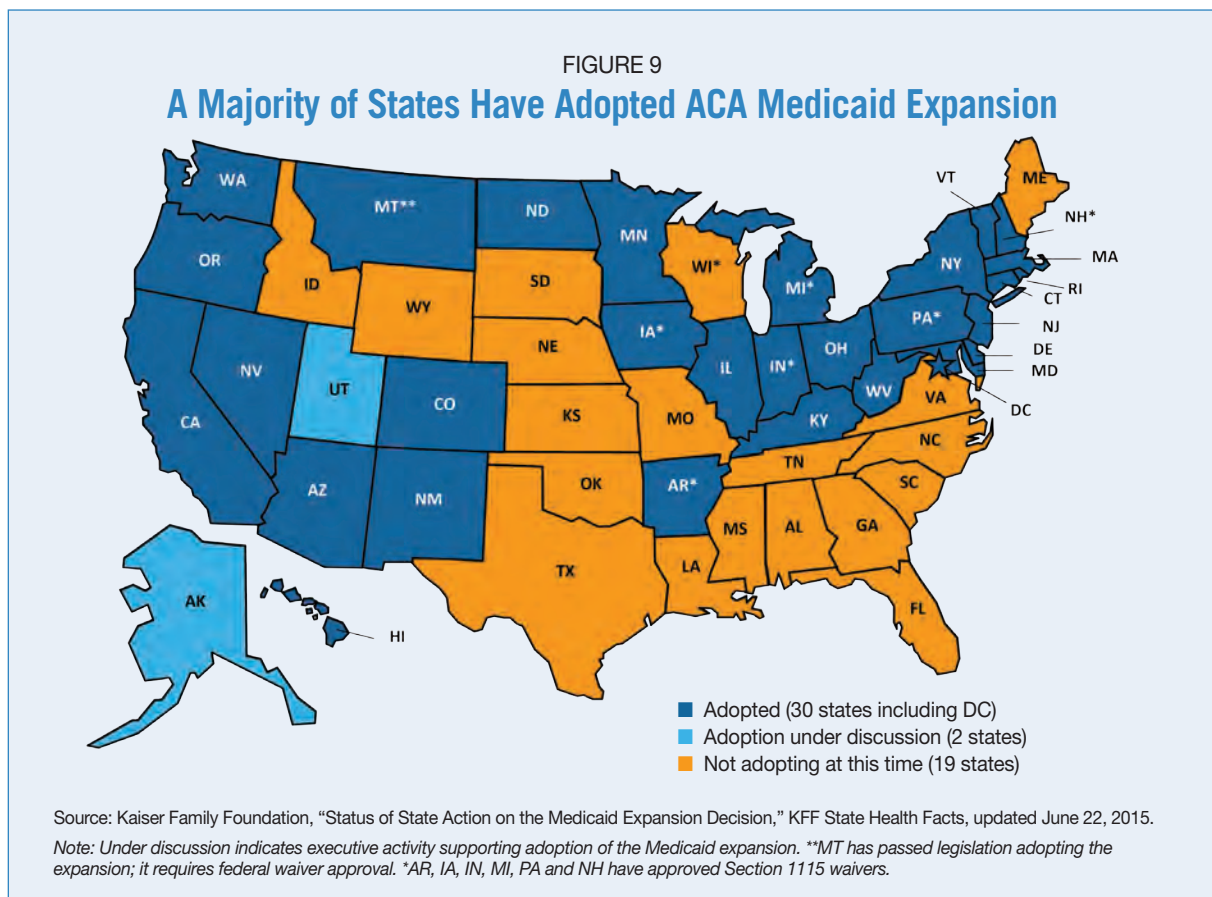 FIGURE 9
A Majority of States Have Adopted ACA Medicaid Expansion
WA
MT**
ND
MN
VT
ME
NH*
OR
ID
WY
SD
WI*
MI*
NY
MA
RI
CT
NV
UT
CO
NE
IA*
IL
IN*
OH
PA*
NJ
DE
MD
WV
VA
DC
CA
KS
MO
KY
NC
AZ
NM
OK
AR*
TN
SC
MS
AL
GA
TX
LA
FL
AK
HI
Adopted (30 states including DC)
Adoption under discussion (2 states)
Not adopting at this time (19 states)
Source: Kaiser Family Foundation, “Status of State Action on the Medicaid Expansion Decision,” KFF State Health Facts, updated June 22, 2015.
Note: Under discussion indicates executive activity supporting adoption of the Medicaid expansion. **MT has passed legislation adopting the
expansion; it requires federal waiver approval. *AR, IA, IN, MI, PA and NH have approved Section 1115 waivers.